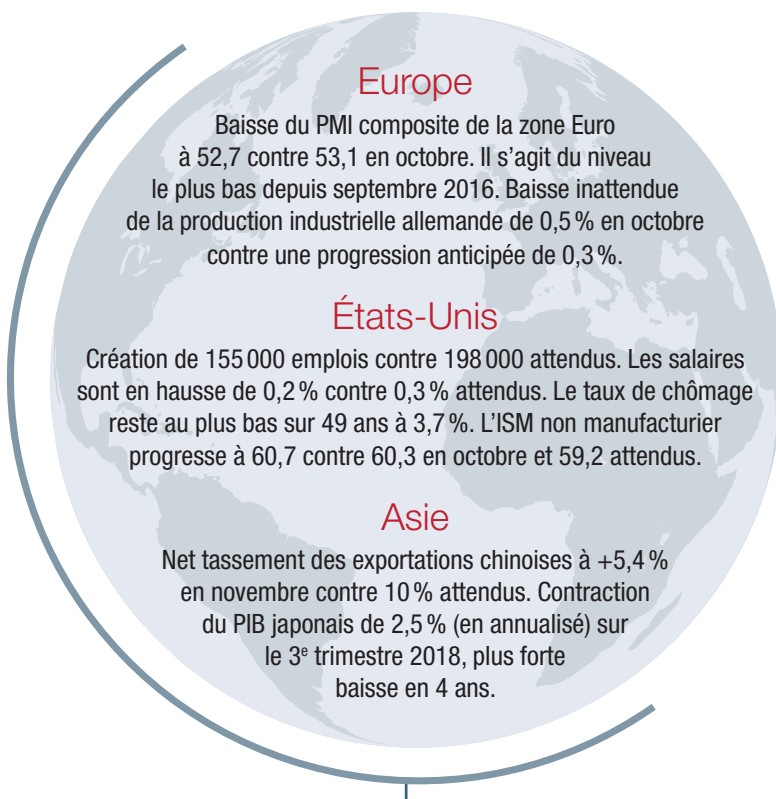 Europe
Baisse du PMI composite de la zone Euro
à 52,7 contre 53,1 en octobre. Il s’agit du niveau
le plus bas depuis septembre 2016. Baisse inattendue
de la production industrielle allemande de 0,5 % en octobre
contre une progression anticipée de 0,3 %.
États-Unis
Création de 155 000 emplois contre 198 000 attendus. Les salaires
sont en hausse de 0,2 % contre 0,3 % attendus. Le taux de chômage
reste au plus bas sur 49 ans à 3,7 %. L’ISM non manufacturier
progresse à 60,7 contre 60,3 en octobre et 59,2 attendus.
Asie
Net tassement des exportations chinoises à +5,4 %
en novembre contre 10 % attendus. Contraction
du PIB japonais de 2,5 % (en annualisé) sur
le 3e trimestre 2018, plus forte
baisse en 4 ans.